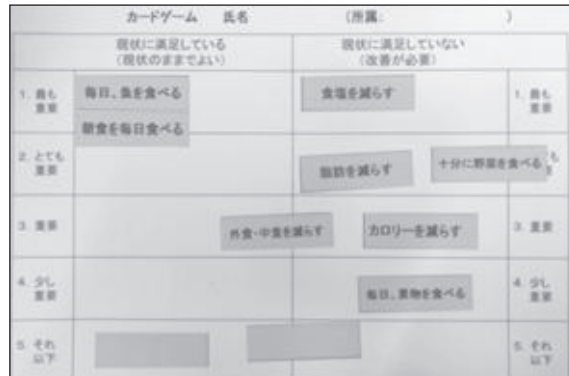 カードゲーム 氏名 (所属: )
現状に満足している 現状に満足していない
(現状のままでよい) (改善が必要)
1. 最も 毎日、魚を食べる 食塩を減らす 1. 最も
重要 重要
朝食を毎日食べる
2. とても 脂肪を減らす 十分に野菜を食べる も
重要 重要
3. 重要 外食・中食を減らす カロリーを減らす 3. 重要
4. 少し 毎日、果物を食べる 4. 少し
重要 重要
5. それ 5. それ
以下 以下